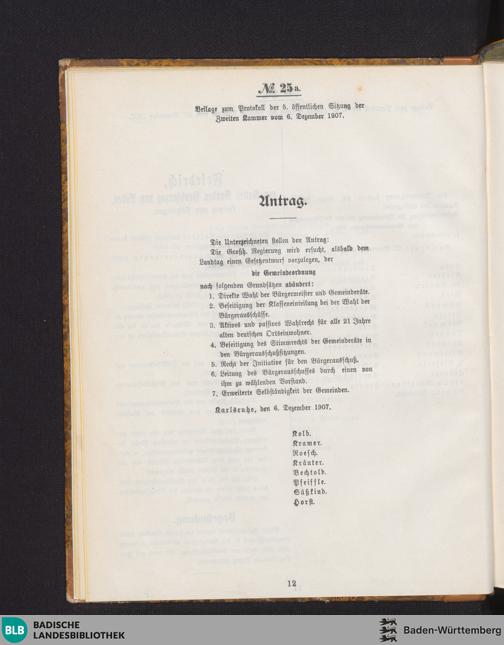 № 25a.
Beilage zum Protokoll der 5. öffentlichen Sitzung der
Zweiten Kammer vom 6. Dezember 1907.
Antrag.
Die Unterzeichneten stellen den Antrag:
Die Großh. Regierung wird ersucht, alsbald dem
Landtag einen Gesetzentwurf vorzulegen, der
die Gemeindeordnung
nach folgenden Grundsätzen abändert:
1. Direkte Wahl der Bürgermeister und Gemeinderäte.
2. Beseitigung der Klasseneinteilung bei der Wahl der
Bürgerausschüsse.
3. Aktives und passives Wahlrecht für alle 21 Jahre
alten deutschen Ortseinwohner.
4. Beseitigung des Stimmrechts der Gemeinderäte in
den Bürgerausschußsitzungen.
5. Recht der Initiative für den Bürgerausschuß.
6. Leitung des Bürgerausschusses durch einen von
ihm zu wählenden Vorstand.
7. Erweiterte Selbständigkeit der Gemeinden.
Karlsruhe, den 6. Dezember 1907.
Kolb.
Kramer.
Roesch.
Kräuter.
Bechtold.
Pfeiffle.
Süßkind.
Horst.
12
BLB BADISCHE
LANDESBIBLIOTHEK
Baden-Württemberg